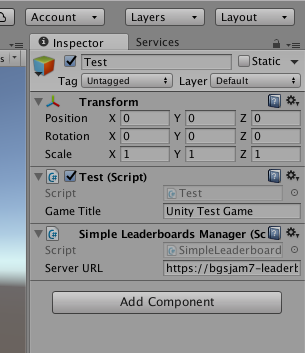 Account Layers Layout
Inspector Services
Test Static
Tag Untagged Layer Default
Transform
Position X 0 Y 0 Z 0
Rotation X 0 Y 0 Z 0
Scale X 1 Y 1 Z 1
Test (Script)
Script Test
Game Title Unity Test Game
Simple Leaderboards Manager (Sc
Script SimpleLeaderboard
Server URL https://bgsjam7-leaderb
Add Component